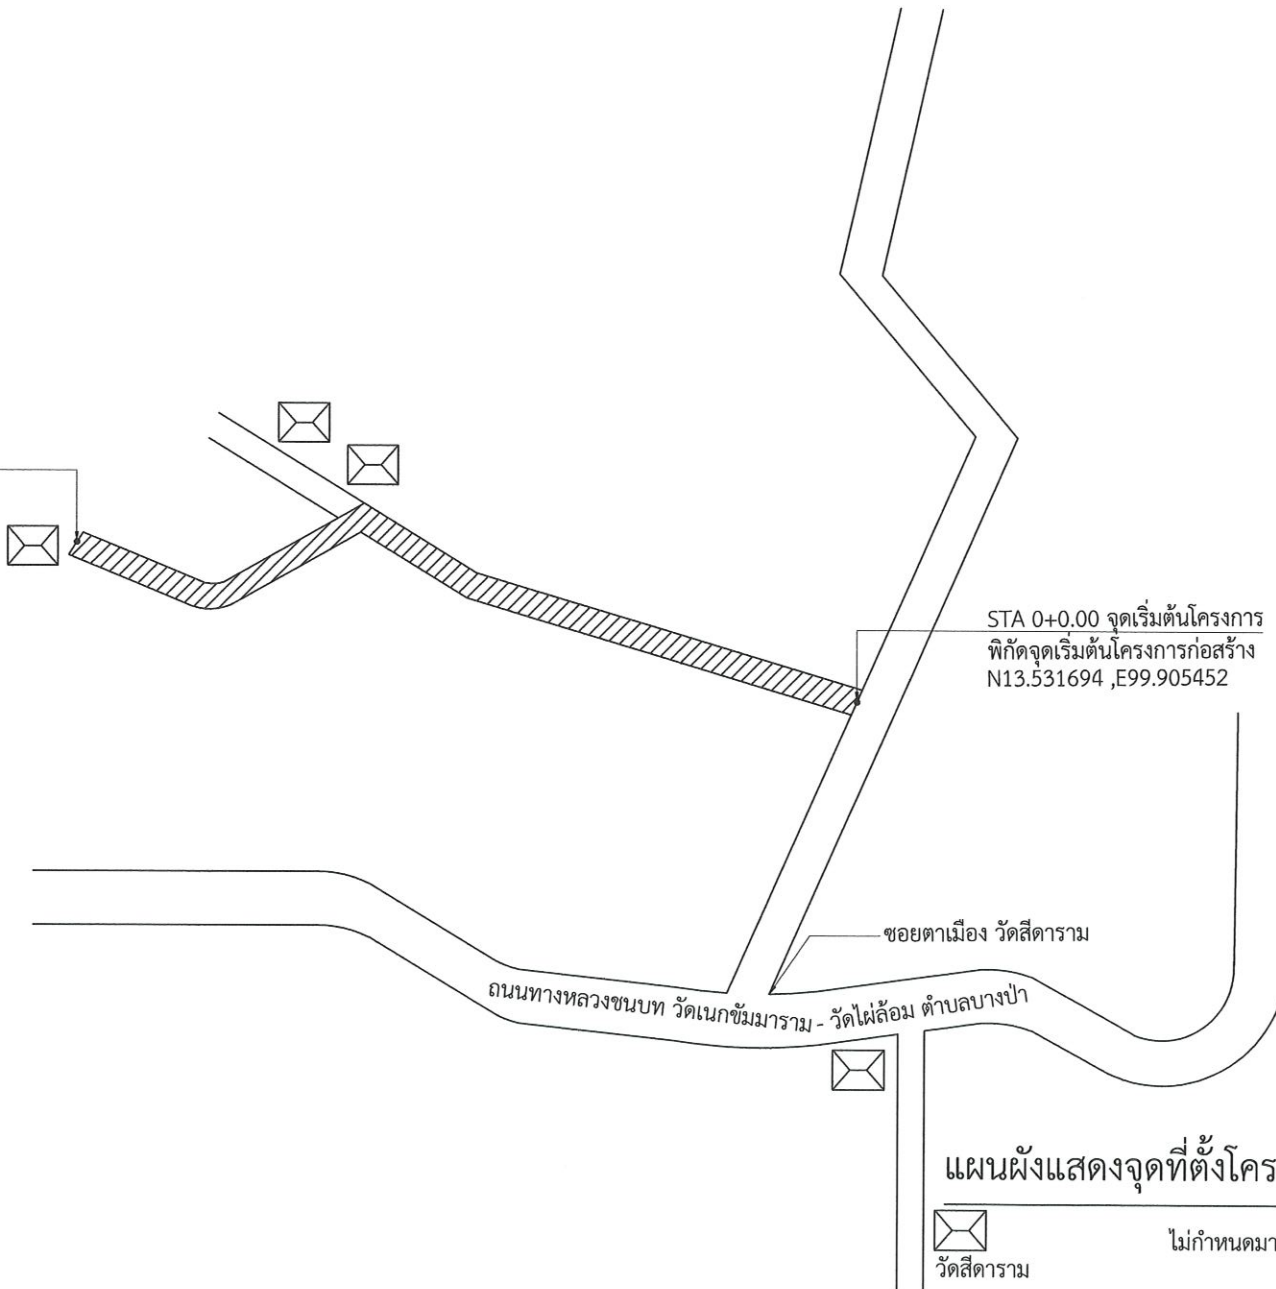 STA 0+0.00 จุดเริ่มต้นโครงการ
พิกัดจุดเริ่มต้นโครงการก่อสร้าง
N13.531694 ,E99.905452
ซอยตาเมือง วัดสีดาราม
ถนนทางหลวงชนบท วัดเนกขัมมาราม - วัดไผ่ล้อม ตำบลบางป่า
แผนผังแสดงจุดที่ตั้งโคร
ไม่กำหนดมา
วัดสีดาราม